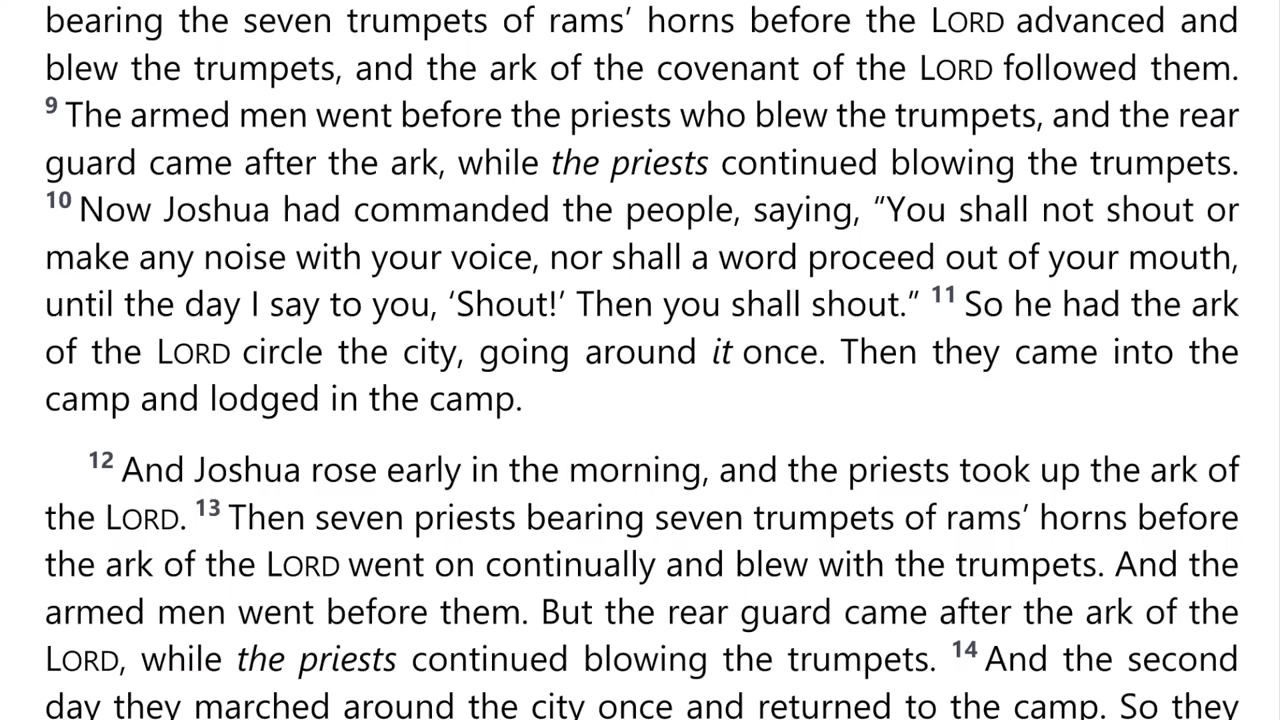 bearing the seven trumpets of rams’ horns before the LORD advanced and
blew the trumpets, and the ark of the covenant of the LORD followed them.
9 The armed men went before the priests who blew the trumpets, and the rear
guard came after the ark, while the priests continued blowing the trumpets.
10 Now Joshua had commanded the people, saying, “You shall not shout or
make any noise with your voice, nor shall a word proceed out of your mouth,
until the day I say to you, ‘Shout!’ Then you shall shout.” 11 So he had the ark
of the LORD circle the city, going around it once. Then they came into the
camp and lodged in the camp.
12 And Joshua rose early in the morning, and the priests took up the ark of
the LORD. 13 Then seven priests bearing seven trumpets of rams’ horns before
the ark of the LORD went on continually and blew with the trumpets. And the
armed men went before them. But the rear guard came after the ark of the
LORD, while the priests continued blowing the trumpets. 14 And the second
day they marched around the city once and returned to the camp. So they